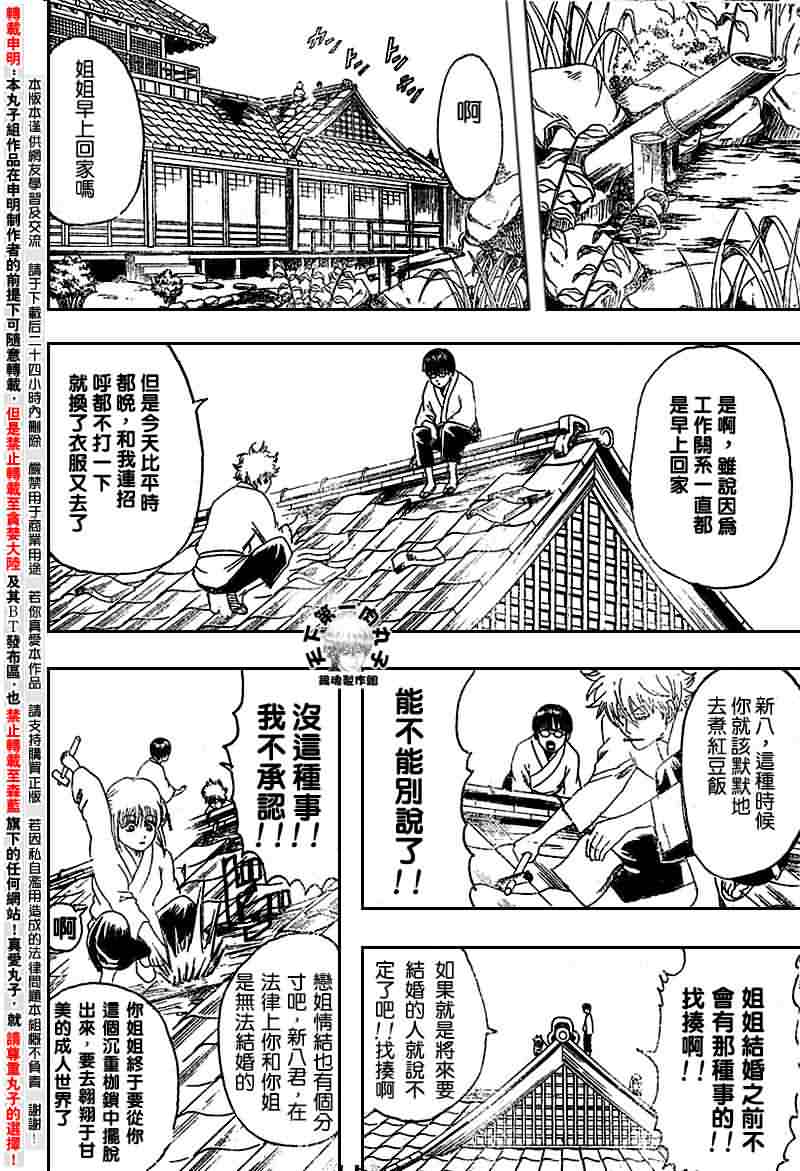 啊
姐姐早上回家嗎
是啊，雖說因爲
工作關系一直都
是早上回家
但是今天比平時
都晚，和我連招
呼都不打一下
就換了衣服又去了
新八，這種時候
你就該默默地
去煮紅豆飯
能不能別說了！！
沒這種事！！
我不承認！！
啊
姐姐結婚之前不
會有那種事的！！
找揍啊！！
如果就是將來要
結婚的人就說不
定了吧！！找揍啊
戀姐情結也有個分
寸吧，新八君，在
法律上你和你姐
是無法結婚的
你姐姐終于要從你
這個沉重枷鎖中擺脫
出來，要去翱翔于甘
美的成人世界了
天下第一的丸子
銀魂製作組
本版本谨供網友學習及交流 請于下載后二十四小時內刪除 嚴禁用于商業用途 若你真愛本作品 請支持購買正版 若因私自濫用造成的法律問題本組概不負責 謝謝！
轉載申明：本丸子組作品在申明制作者的前提下可隨意轉載．但是禁止轉載至貪婪大陸及其BT發布區．也禁止轉載至森藍旗下的任何網站！真愛丸子．就請尊重丸子的選擇！